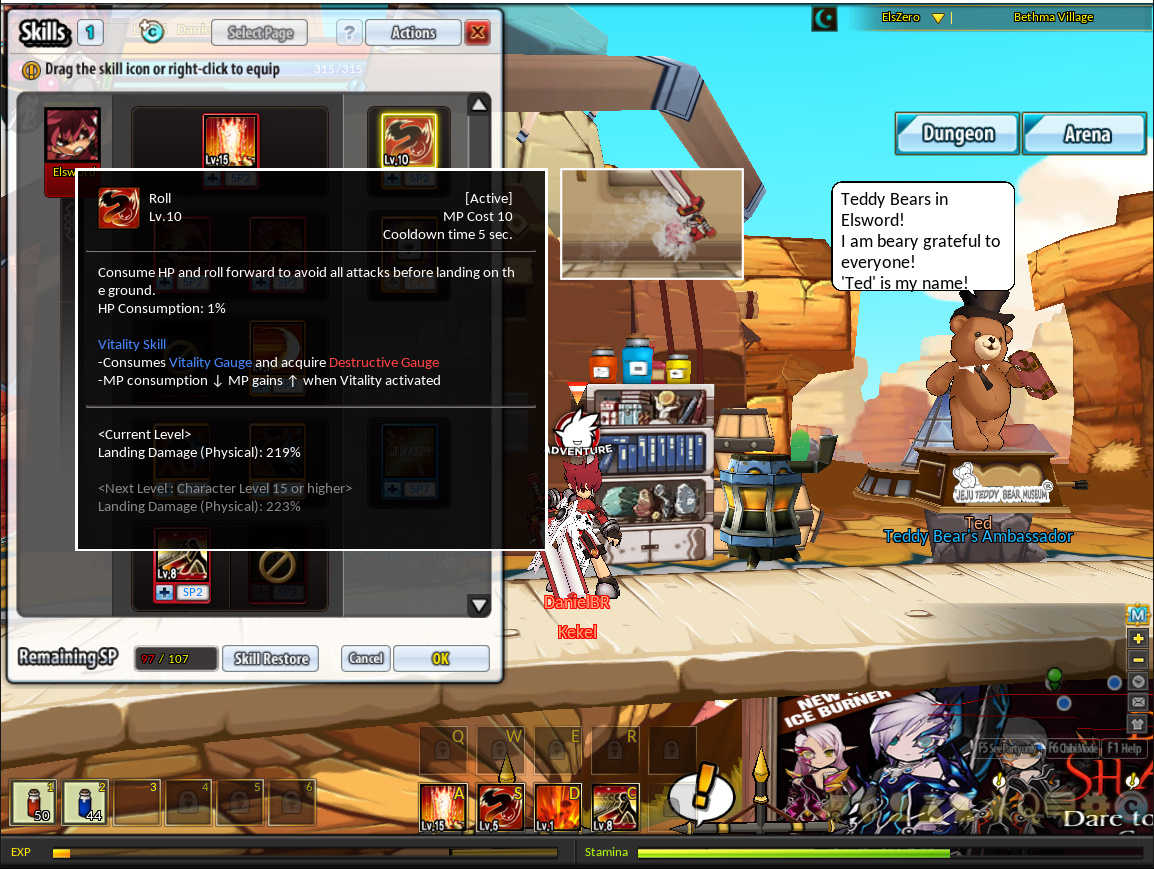 Skills
1
C
Select Page
?
Actions
Drag the skill icon or right-click to equip
315/315
ElsZero
Bethma Village
Dungeon
Arena
Lv.15
SP2
Lv.10
SP2
Elsword
Roll
Lv.10
[Active]
MP Cost 10
Cooldown time 5 sec.
Consume HP and roll forward to avoid all attacks before landing on th
e ground.
HP Consumption: 1%
Vitality Skill
-Consumes Vitality Gauge and acquire Destructive Gauge
-MP consumption ↓ MP gains ↑ when Vitality activated
<Current Level>
Landing Damage (Physical): 219%
<Next Level : Character Level 15 or higher>
Landing Damage (Physical): 223%
SP7
Lv.8
SP2
SP2
Remaining SP
97 / 107
Skill Restore
Cancel
OK
Teddy Bears in
Elsword!
I am beary grateful to
everyone!
'Ted' is my name!
ADVENTURE
JEJU TEDDY BEAR MUSEUM
Ted
Teddy Bear's Ambassador
DanielBR
Kekel
M
NEW
ICE BURNER
F5 See Party only
F6 Chibi Mode
F1 Help
Q
W
E
R
1
50
2
44
3
4
5
6
A
Lv.15
S
Lv.5
D
Lv.1
C
Lv.8
Dare to
EXP
Stamina